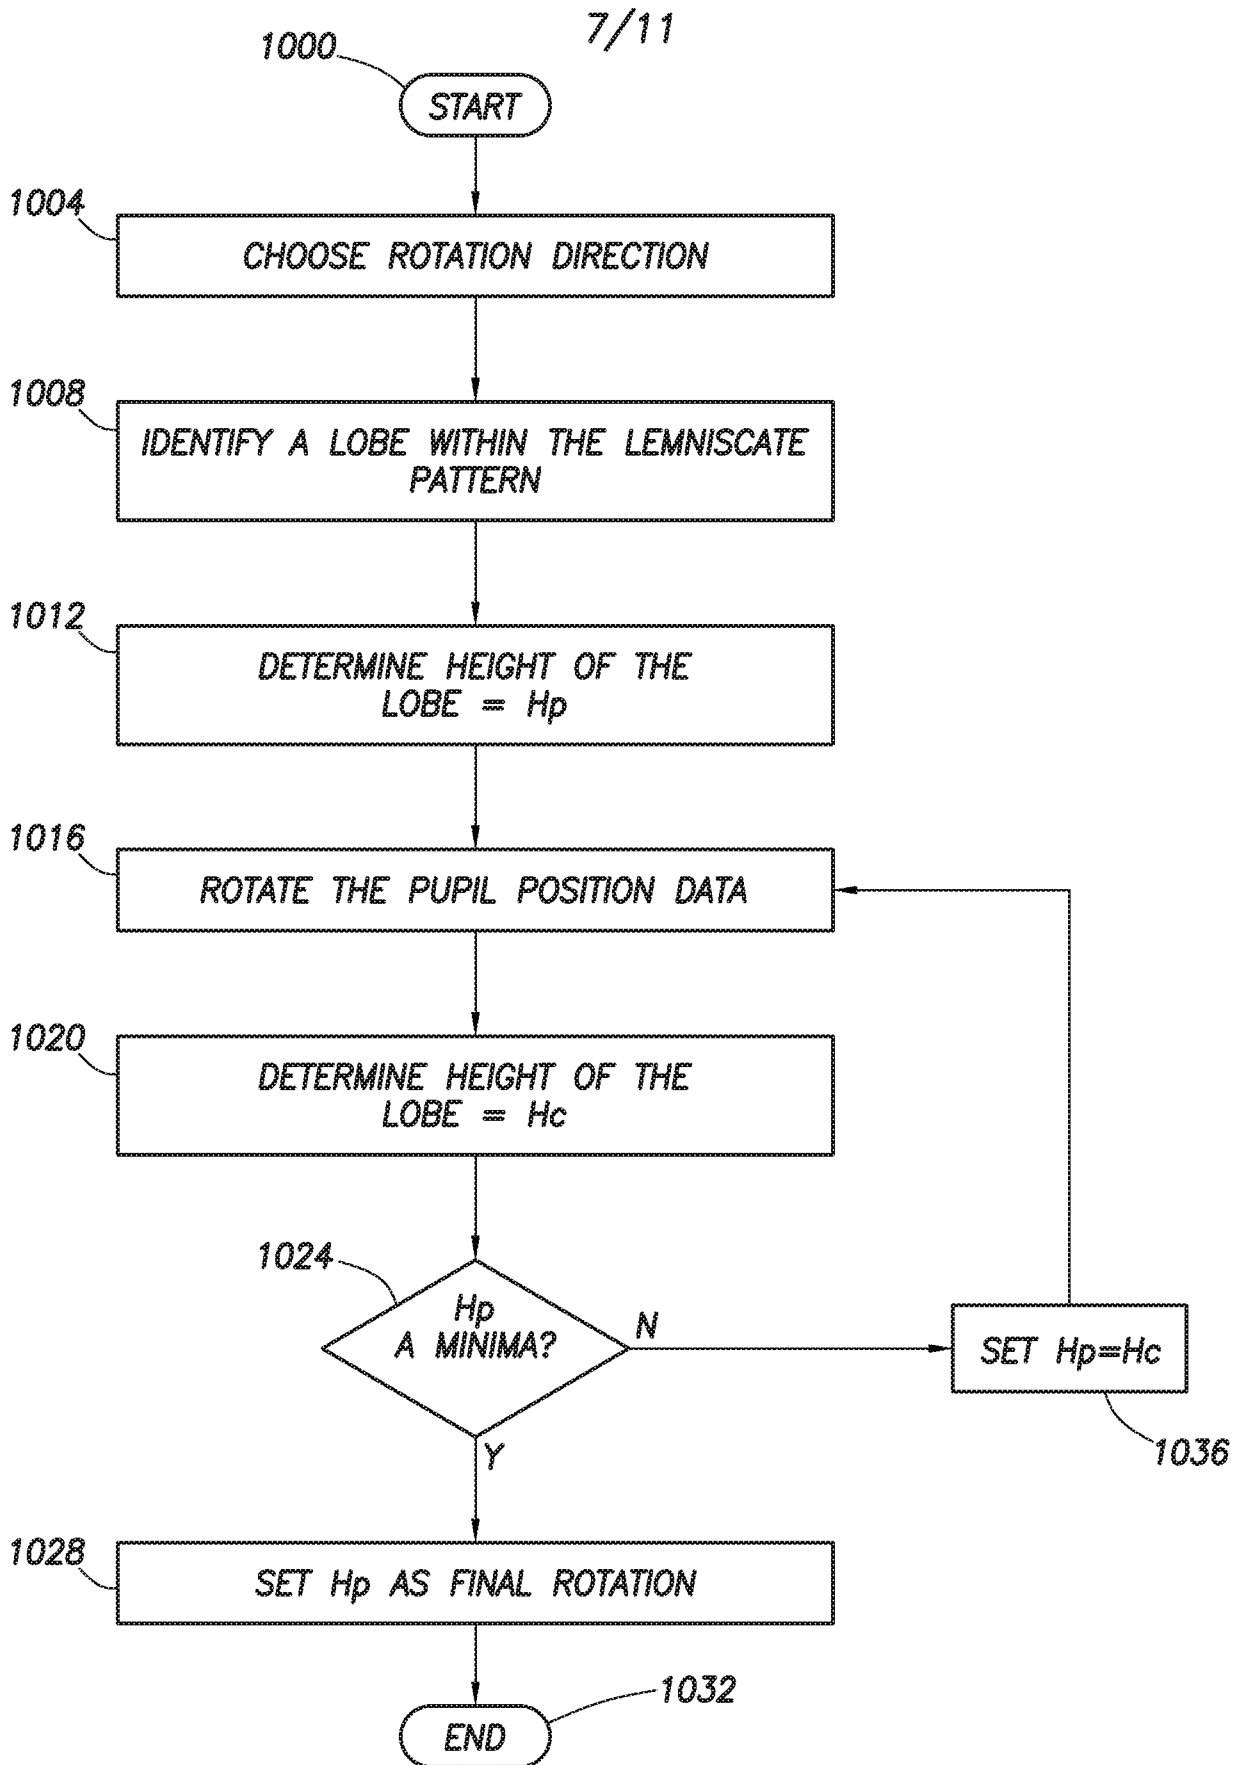 7/11
1000
START
1004
CHOOSE ROTATION DIRECTION
1008
IDENTIFY A LOBE WITHIN THE LEMNISCATE
PATTERN
1012
DETERMINE HEIGHT OF THE
LOBE = Hp
1016
ROTATE THE PUPIL POSITION DATA
1020
DETERMINE HEIGHT OF THE
LOBE = Hc
1024
Hp
A MINIMA?
N
SET Hp=Hc
1036
Y
1028
SET Hp AS FINAL ROTATION
1032
END